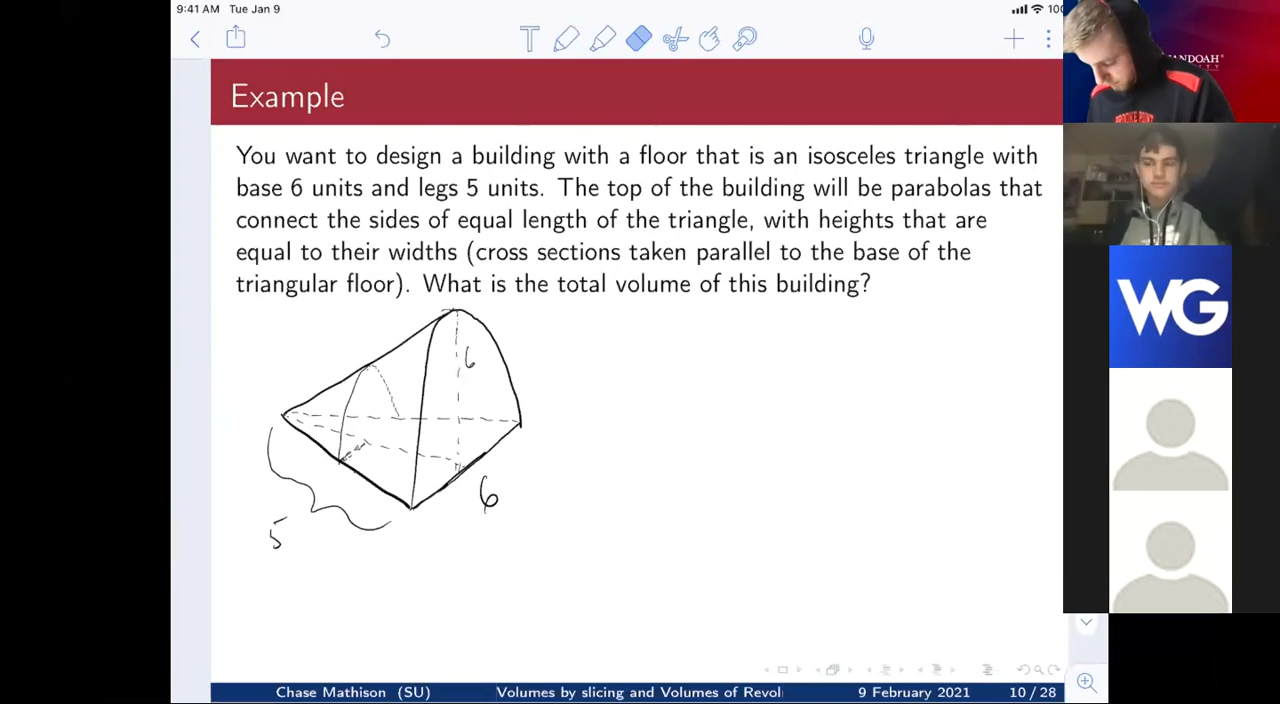 9:41 AM Tue Jan 9
100
T
Example
You want to design a building with a floor that is an isosceles triangle with
base 6 units and legs 5 units. The top of the building will be parabolas that
connect the sides of equal length of the triangle, with heights that are
equal to their widths (cross sections taken parallel to the base of the
triangular floor). What is the total volume of this building?
6
6
5
Chase Mathison (SU) Volumes by slicing and Volumes of Revol 9 February 2021 10 / 28
ANDOAH
WG